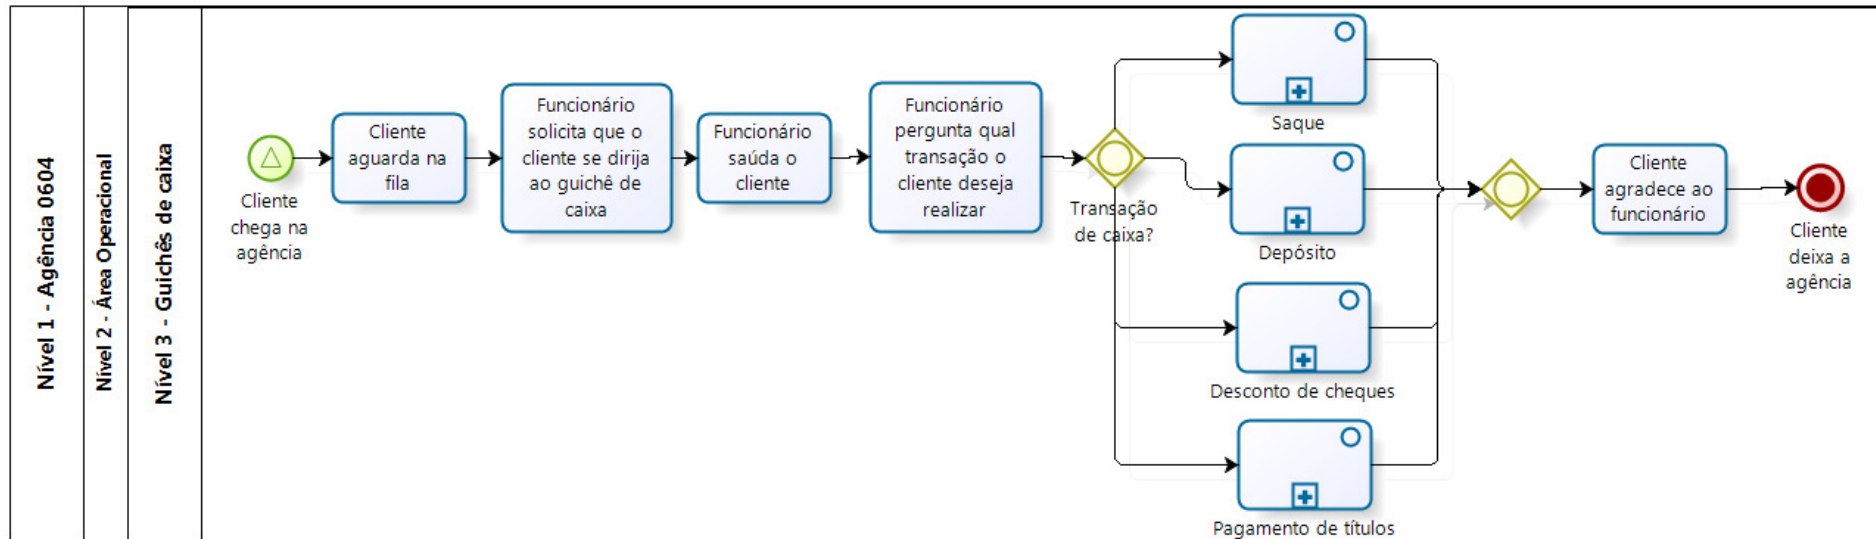 Nível 1 - Agência 0604
Nível 2 - Área Operacional
Nível 3 - Guichês de caixa
Cliente
chega na
agência
Cliente
aguarda na
fila
Funcionário
solicita que o
cliente se dirija
ao guichê de
caixa
Funcionário
saúda o
cliente
Funcionário
pergunta qual
transação o
cliente deseja
realizar
Transação
de caixa?
Saque
Depósito
Desconto de cheques
Pagamento de títulos
Cliente
agradece ao
funcionário
Cliente
deixa a
agência